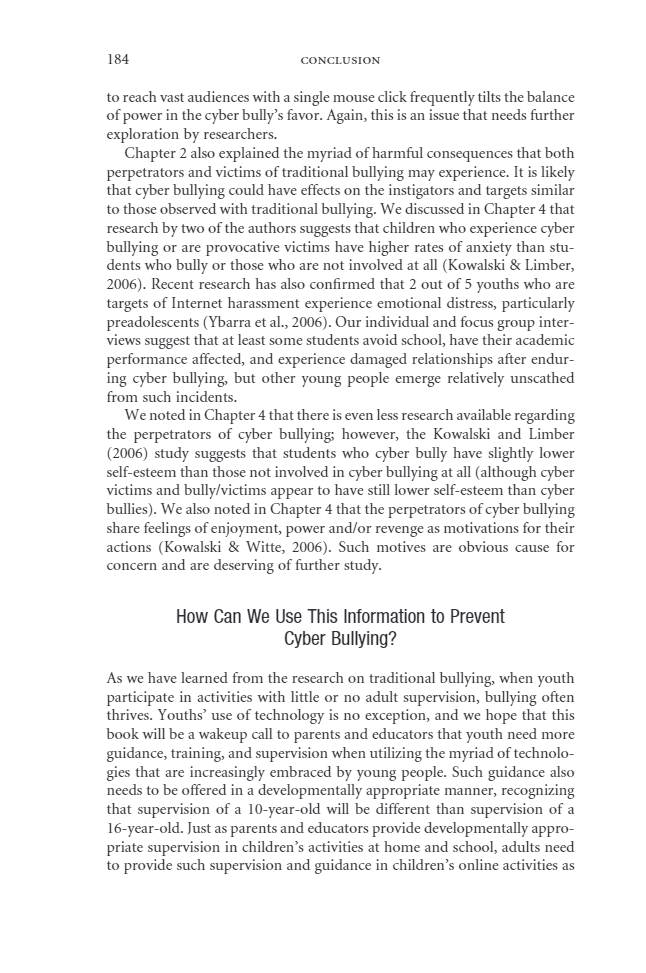 184
CONCLUSION
to reach vast audiences with a single mouse click frequently tilts the balance
of power in the cyber bully's favor. Again, this is an issue that needs further
exploration by researchers.
Chapter 2 also explained the myriad of harmful consequences that both
perpetrators and victims of traditional bullying may experience. It is likely
that cyber bullying could have effects on the instigators and targets similar
to those observed with traditional bullying. We discussed in Chapter 4 that
research by two of the authors suggests that children who experience cyber
bullying or are provocative victims have higher rates of anxiety than stu-
dents who bully or those who are not involved at all (Kowalski & Limber,
2006). Recent research has also confirmed that 2 out of 5 youths who are
targets of Internet harassment experience emotional distress, particularly
preadolescents (Ybarra et al., 2006). Our individual and focus group inter-
views suggest that at least some students avoid school, have their academic
performance affected, and experience damaged relationships after endur-
ing cyber bullying, but other young people emerge relatively unscathed
from such incidents.
We noted in Chapter 4 that there is even less research available regarding
the perpetrators of cyber bullying; however, the Kowalski and Limber
(2006) study suggests that students who cyber bully have slightly lower
self-esteem than those not involved in cyber bullying at all (although cyber
victims and bully/victims appear to have still lower self-esteem than cyber
bullies). We also noted in Chapter 4 that the perpetrators of cyber bullying
share feelings of enjoyment, power and/or revenge as motivations for their
actions (Kowalski & Witte, 2006). Such motives are obvious cause for
concern and are deserving of further study.
How Can We Use This Information to Prevent
Cyber Bullying?
As we have learned from the research on traditional bullying, when youth
participate in activities with little or no adult supervision, bullying often
thrives. Youths' use of technology is no exception, and we hope that this
book will be a wakeup call to parents and educators that youth need more
guidance, training, and supervision when utilizing the myriad of technolo-
gies that are increasingly embraced by young people. Such guidance also
needs to be offered in a developmentally appropriate manner, recognizing
that supervision of a 10-year-old will be different than supervision of a
16-year-old. Just as parents and educators provide developmentally appro-
priate supervision in children's activities at home and school, adults need
to provide such supervision and guidance in children's online activities as